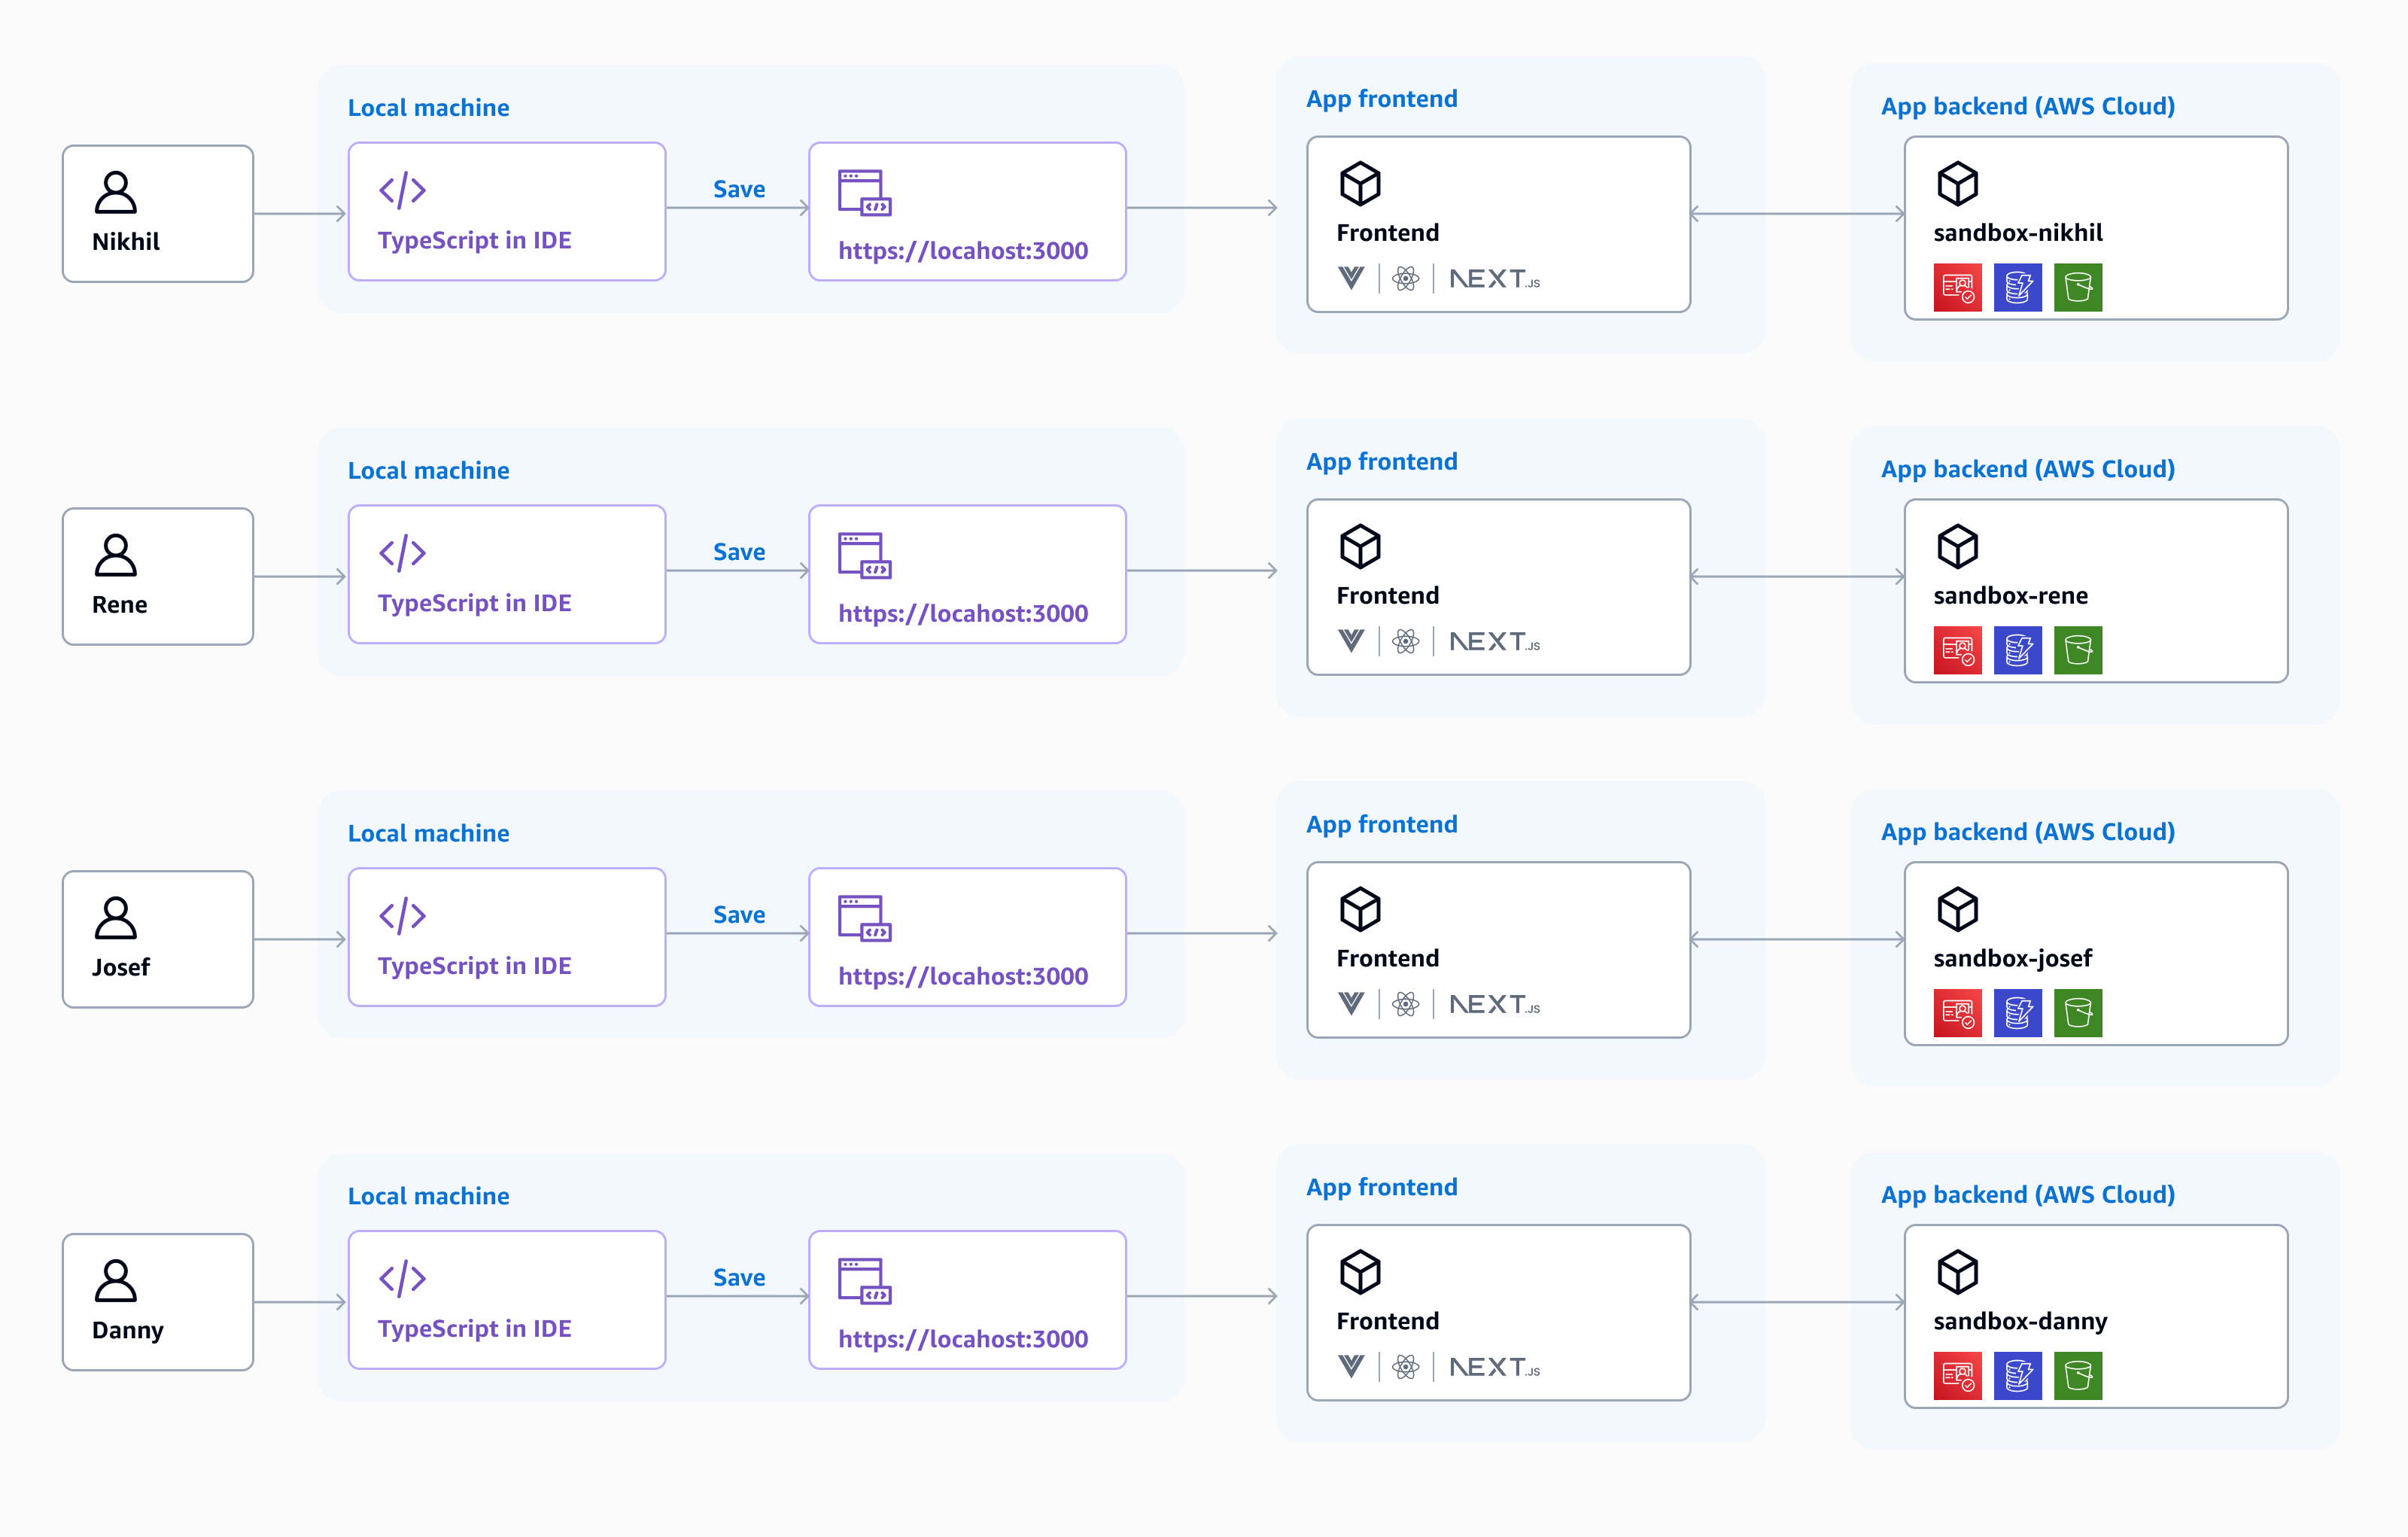 Local machine
App frontend
App backend (AWS Cloud)
Nikhil
TypeScript in IDE
Save
https://locahost:3000
Frontend
NEXT.JS
sandbox-nikhil
Local machine
App frontend
App backend (AWS Cloud)
Rene
TypeScript in IDE
Save
https://locahost:3000
Frontend
NEXT.JS
sandbox-rene
Local machine
App frontend
App backend (AWS Cloud)
Josef
TypeScript in IDE
Save
https://locahost:3000
Frontend
NEXT.JS
sandbox-josef
Local machine
App frontend
App backend (AWS Cloud)
Danny
TypeScript in IDE
Save
https://locahost:3000
Frontend
NEXT.JS
sandbox-danny